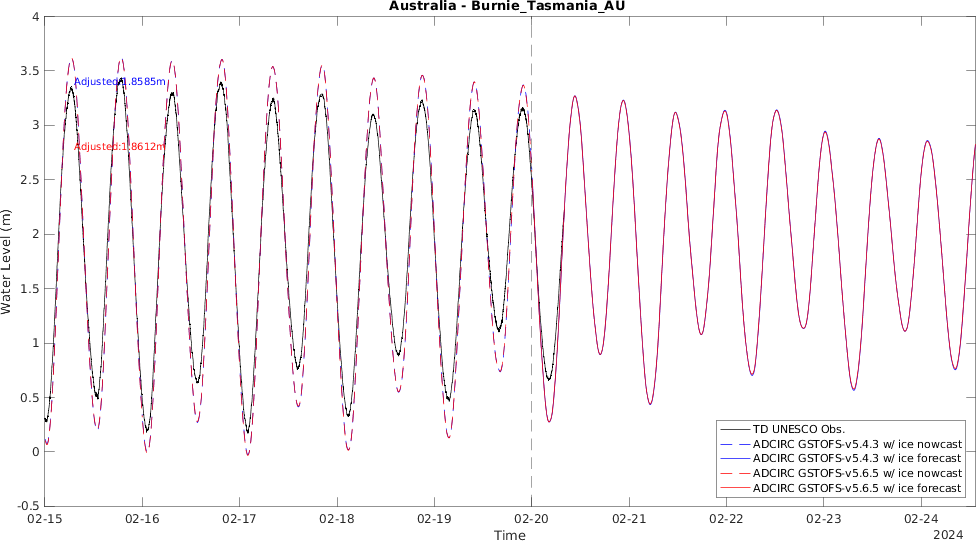 Australia - Burnie_Tasmania_AU
Water Level (m)
4
3.5
3
2.5
2
1.5
1
0.5
0
-0.5
Adjusted:1.8585m
Adjusted:1.8612m
TD UNESCO Obs.
ADCIRC GSTOFS-v5.4.3 w/ ice nowcast
ADCIRC GSTOFS-v5.4.3 w/ ice forecast
ADCIRC GSTOFS-v5.6.5 w/ ice nowcast
ADCIRC GSTOFS-v5.6.5 w/ ice forecast
02-15 02-16 02-17 02-18 02-19 02-20 02-21 02-22 02-23 02-24
Time
2024